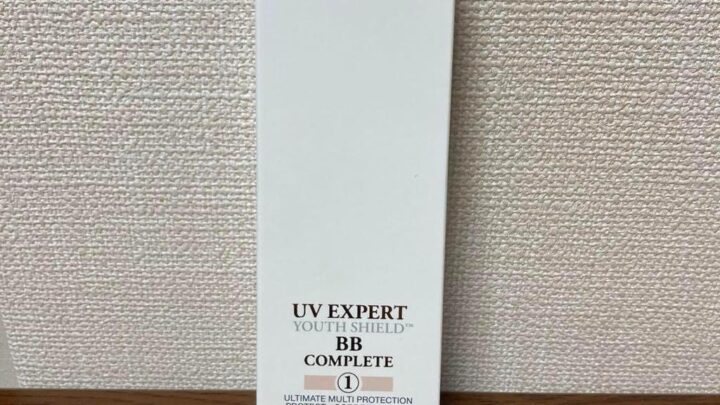 UV EXPERT
YOUTH SHIELD™
BB
COMPLETE
1
ULTIMATE MULTI PROTECTION